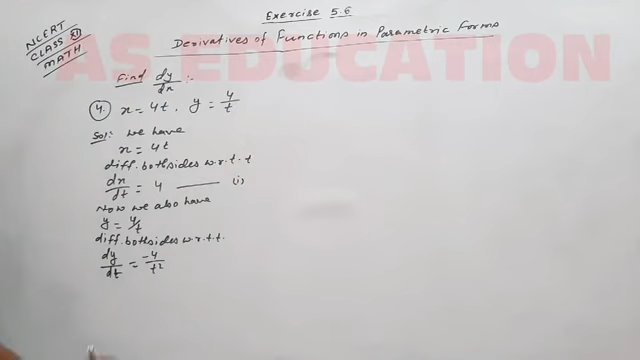 Exercise 5.6
Derivatives of Functions in Parametric Forms
NCERT
CLASS XII
MATH
AS EDUCATION
Find dy/dx :-
4. x = 4t, y = 4/t
Sol: we have
x = 4t
diff. both sides w.r.t. t
dx/dt = 4 ——— (i)
Now we also have
y = 4/t
diff. both sides w.r.t. t.
dy/dt = -4/t²